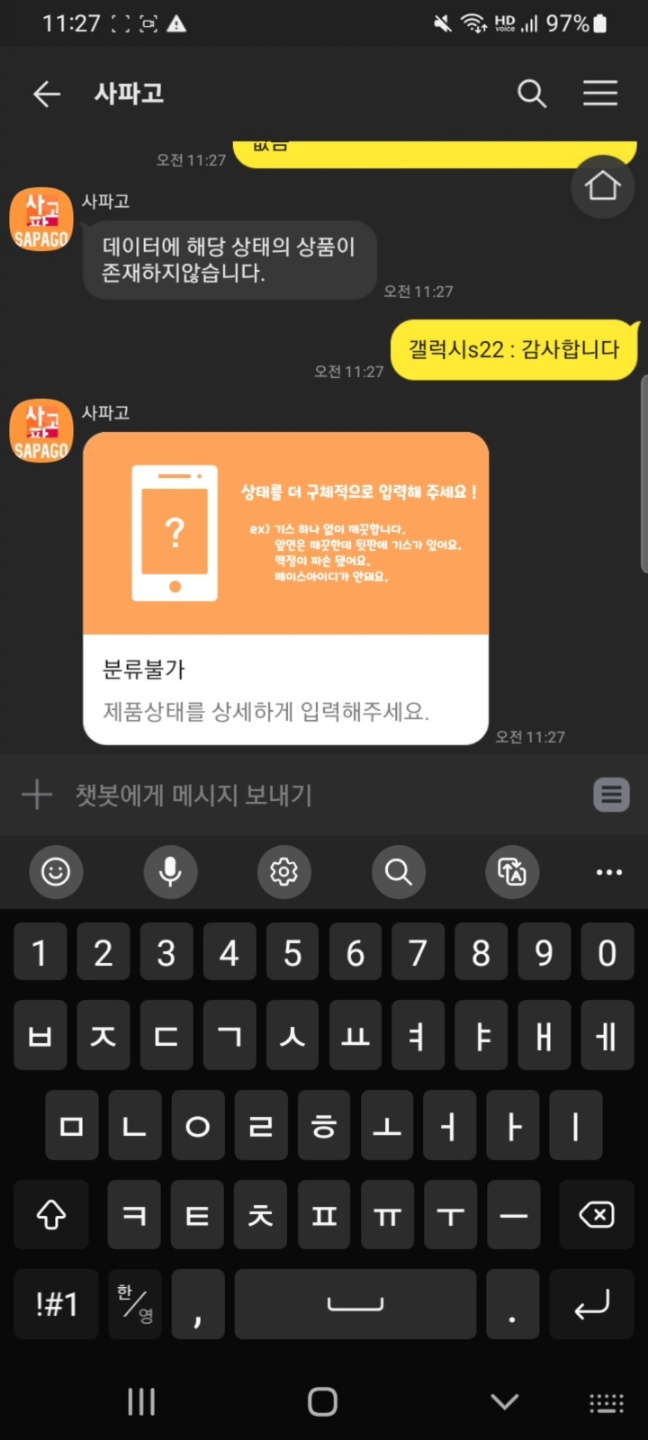 11:27
HD voice 97%
사파고
없음
오전 11:27
사고파 SAPAGO
사파고
데이터에 해당 상태의 상품이
존재하지않습니다.
오전 11:27
갤럭시s22 : 감사합니다
오전 11:27
사고파 SAPAGO
사파고
?
상태를 더 구체적으로 입력해 주세요 !
ex) 기스 하나 없이 깨끗합니다.
앞면은 깨끗한데 뒷판에 기스가 있어요.
액정이 파손 됐어요.
페이스아이디가 안돼요.
분류불가
제품상태를 상세하게 입력해주세요.
오전 11:27
챗봇에게 메시지 보내기
1 2 3 4 5 6 7 8 9 0
ㅂ ㅈ ㄷ ㄱ ㅅ ㅛ ㅕ ㅑ ㅐ ㅔ
ㅁ ㄴ ㅇ ㄹ ㅎ ㅗ ㅓ ㅏ ㅣ
ㅋ ㅌ ㅊ ㅍ ㅠ ㅜ ㅡ
!#1 한/영 , .